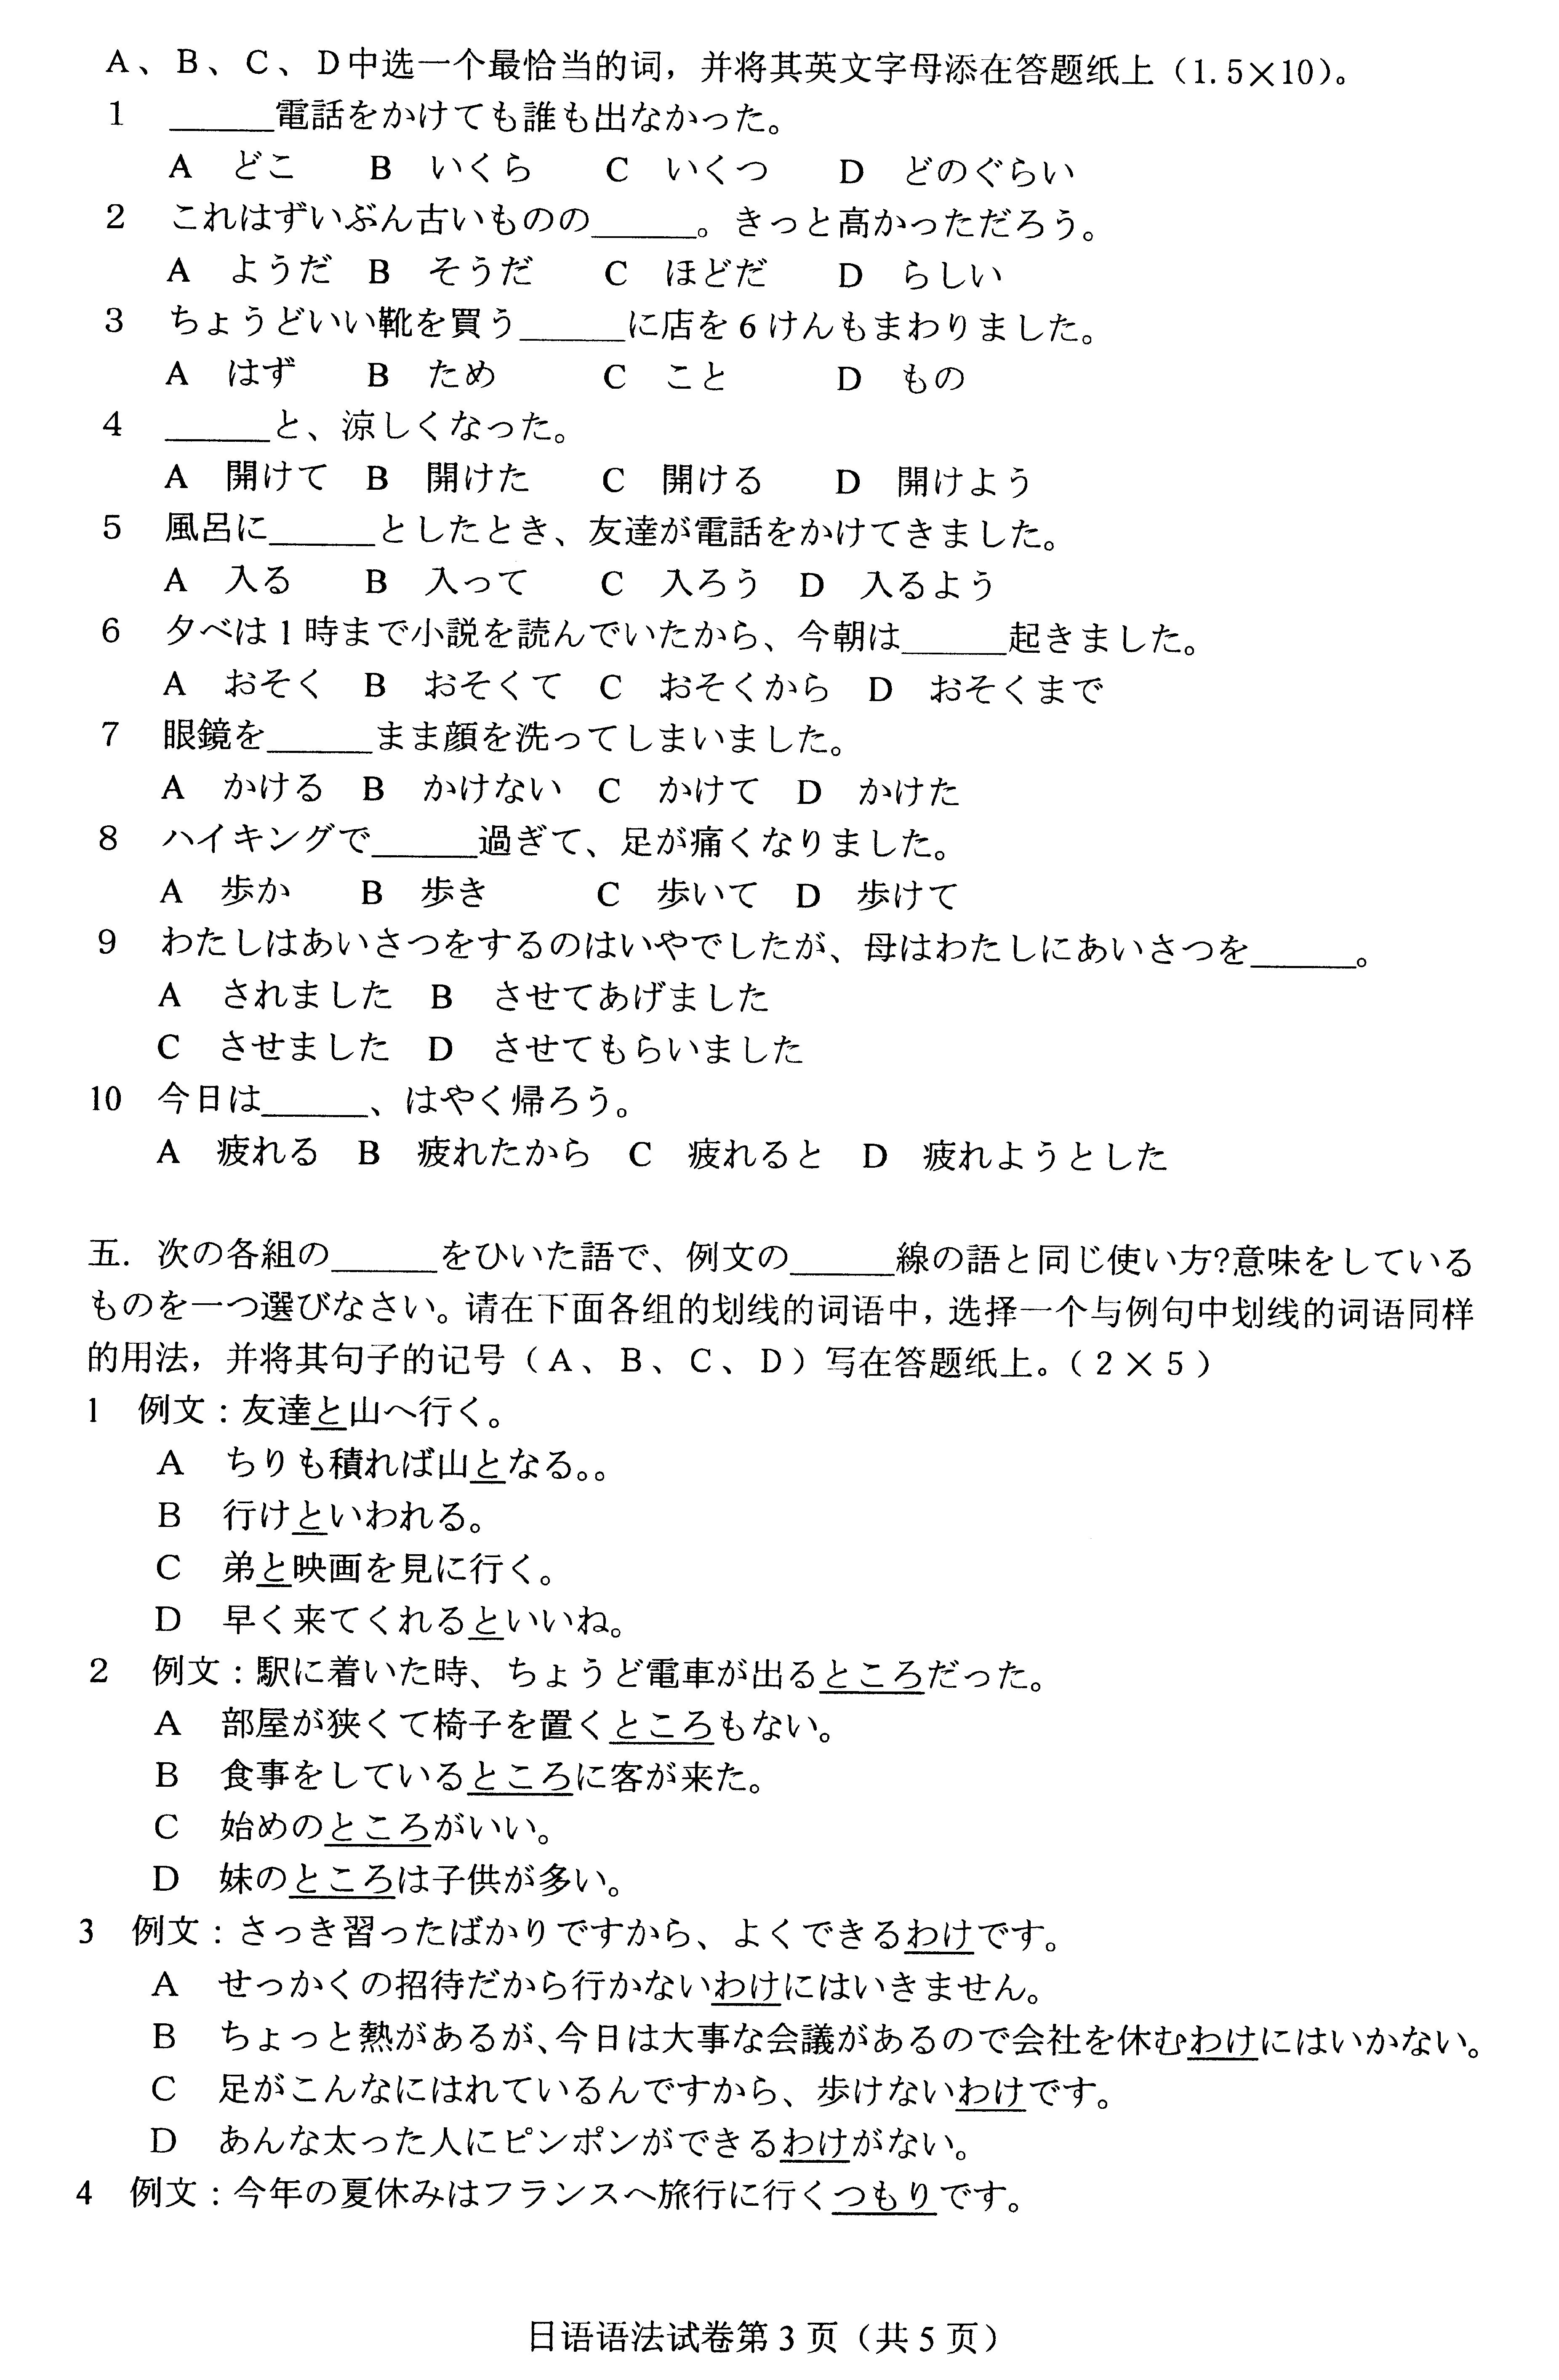 A、B、C、D中选一个最恰当的词，并将其英文字母添在答题纸上（1.5×10）。
1 ______電話をかけても誰も出なかった。
A どこ B いくら C いくつ D どのぐらい
2 これはずいぶん古いものの______。きっと高かっただろう。
A ようだ B そうだ C ほどだ D らしい
3 ちょうどいい靴を買う______に店を6けんもまわりました。
A はず B ため C こと D もの
4 ______と、涼しくなった。
A 開けて B 開けた C 開ける D 開けよう
5 風呂に______としたとき、友達が電話をかけてきました。
A 入る B 入って C 入ろう D 入るよう
6 夕べは1時まで小説を読んでいたから、今朝は______起きました。
A おそく B おそくて C おそくから D おそくまで
7 眼鏡を______まま顔を洗ってしまいました。
A かける B かけない C かけて D かけた
8 ハイキングで______過ぎて、足が痛くなりました。
A 歩か B 歩き C 歩いて D 歩けて
9 わたしはあいさつをするのはいやでしたが、母はわたしにあいさつを______。
A されました B させてあげました
C させました D させてもらいました
10 今日は______、はやく帰ろう。
A 疲れる B 疲れたから C 疲れると D 疲れようとした
五. 次の各組の______をひいた語で、例文の______線の語と同じ使い方?意味をしている
ものを一つ選びなさい。请在下面各组的划线的词语中，选择一个与例句中划线的词语同样
的用法，并将其句子的记号（A、B、C、D）写在答题纸上。（2×5）
1 例文：友達と山へ行く。
A ちりも積れば山となる。。
B 行けといわれる。
C 弟と映画を見に行く。
D 早く来てくれるといいね。
2 例文：駅に着いた時、ちょうど電車が出るところだった。
A 部屋が狭くて椅子を置くところもない。
B 食事をしているところに客が来た。
C 始めのところがいい。
D 妹のところは子供が多い。
3 例文：さっき習ったばかりですから、よくできるわけです。
A せっかくの招待だから行かないわけにはいきません。
B ちょっと熱があるが、今日は大事な会議があるので会社を休むわけにはいかない。
C 足がこんなにはれているんですから、歩けないわけです。
D あんな太った人にピンポンができるわけがない。
4 例文：今年の夏休みはフランスへ旅行に行くつもりです。
日语语法试卷第3页（共5页）